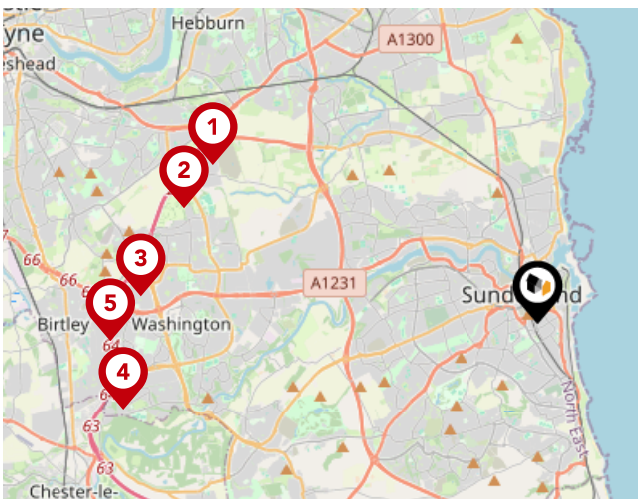 Hebburn
yne
eshead
A1300
1
2
3
66
66
A1231
5
Birtley
Washington
64
4
63
63
North East
Chester-le-